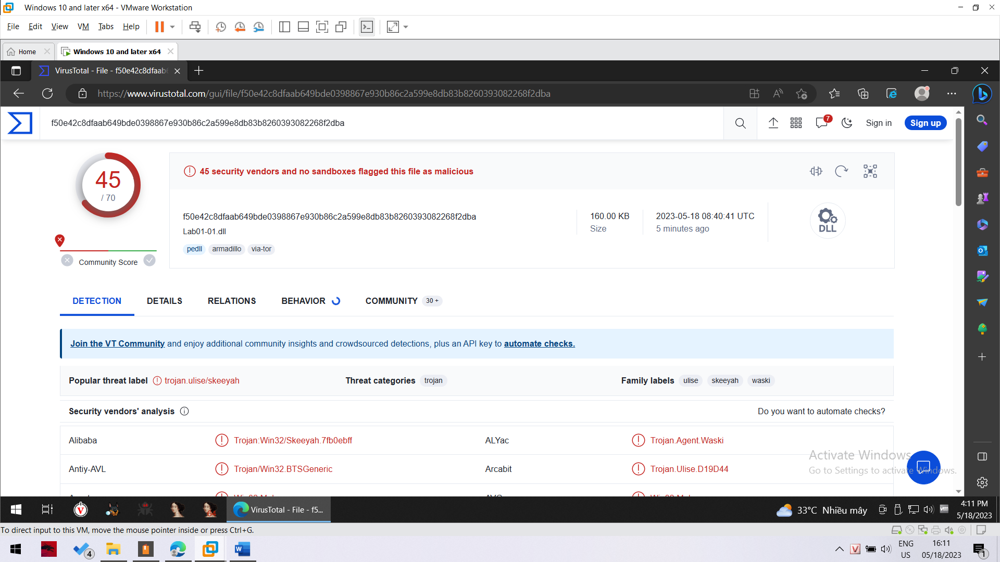 Windows 10 and later x64 - VMware Workstation
File Edit View VM Tabs Help
Home
Windows 10 and later x64
VirusTotal - File - f50e42c8dfaab
https://www.virustotal.com/gui/file/f50e42c8dfaab649bde0398867e930b86c2a599e8db83b8260393082268f2dba
f50e42c8dfaab649bde0398867e930b86c2a599e8db83b8260393082268f2dba
7
Sign in
Sign up
45
/ 70
45 security vendors and no sandboxes flagged this file as malicious
f50e42c8dfaab649bde0398867e930b86c2a599e8db83b8260393082268f2dba
Lab01-01.dll
pedll armadillo via-tor
160.00 KB
Size
2023-05-18 08:40:41 UTC
5 minutes ago
DLL
Community Score
DETECTION DETAILS RELATIONS BEHAVIOR COMMUNITY 30 +
Join the VT Community and enjoy additional community insights and crowdsourced detections, plus an API key to automate checks.
Popular threat label trojan.ulise/skeeyah Threat categories trojan Family labels ulise skeeyah waski
Security vendors' analysis Do you want to automate checks?
Alibaba Trojan:Win32/Skeeyah.7fb0ebff ALYac Trojan.Agent.Waski
Antiy-AVL Trojan/Win32.BTSGeneric Arcabit Trojan.Ulise.D19D44
Activate Windows
Go to Settings to activate Windows.
VirusTotal - File - f5...
33°C Nhiều mây
4:11 PM
5/18/2023
To direct input to this VM, move the mouse pointer inside or press Ctrl+G.
4
ENG
US
16:11
05/18/2023
1